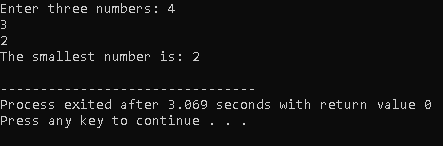 Enter three numbers: 4
3
2
The smallest number is: 2
--------------------------------
Process exited after 3.069 seconds with return value 0
Press any key to continue . . .